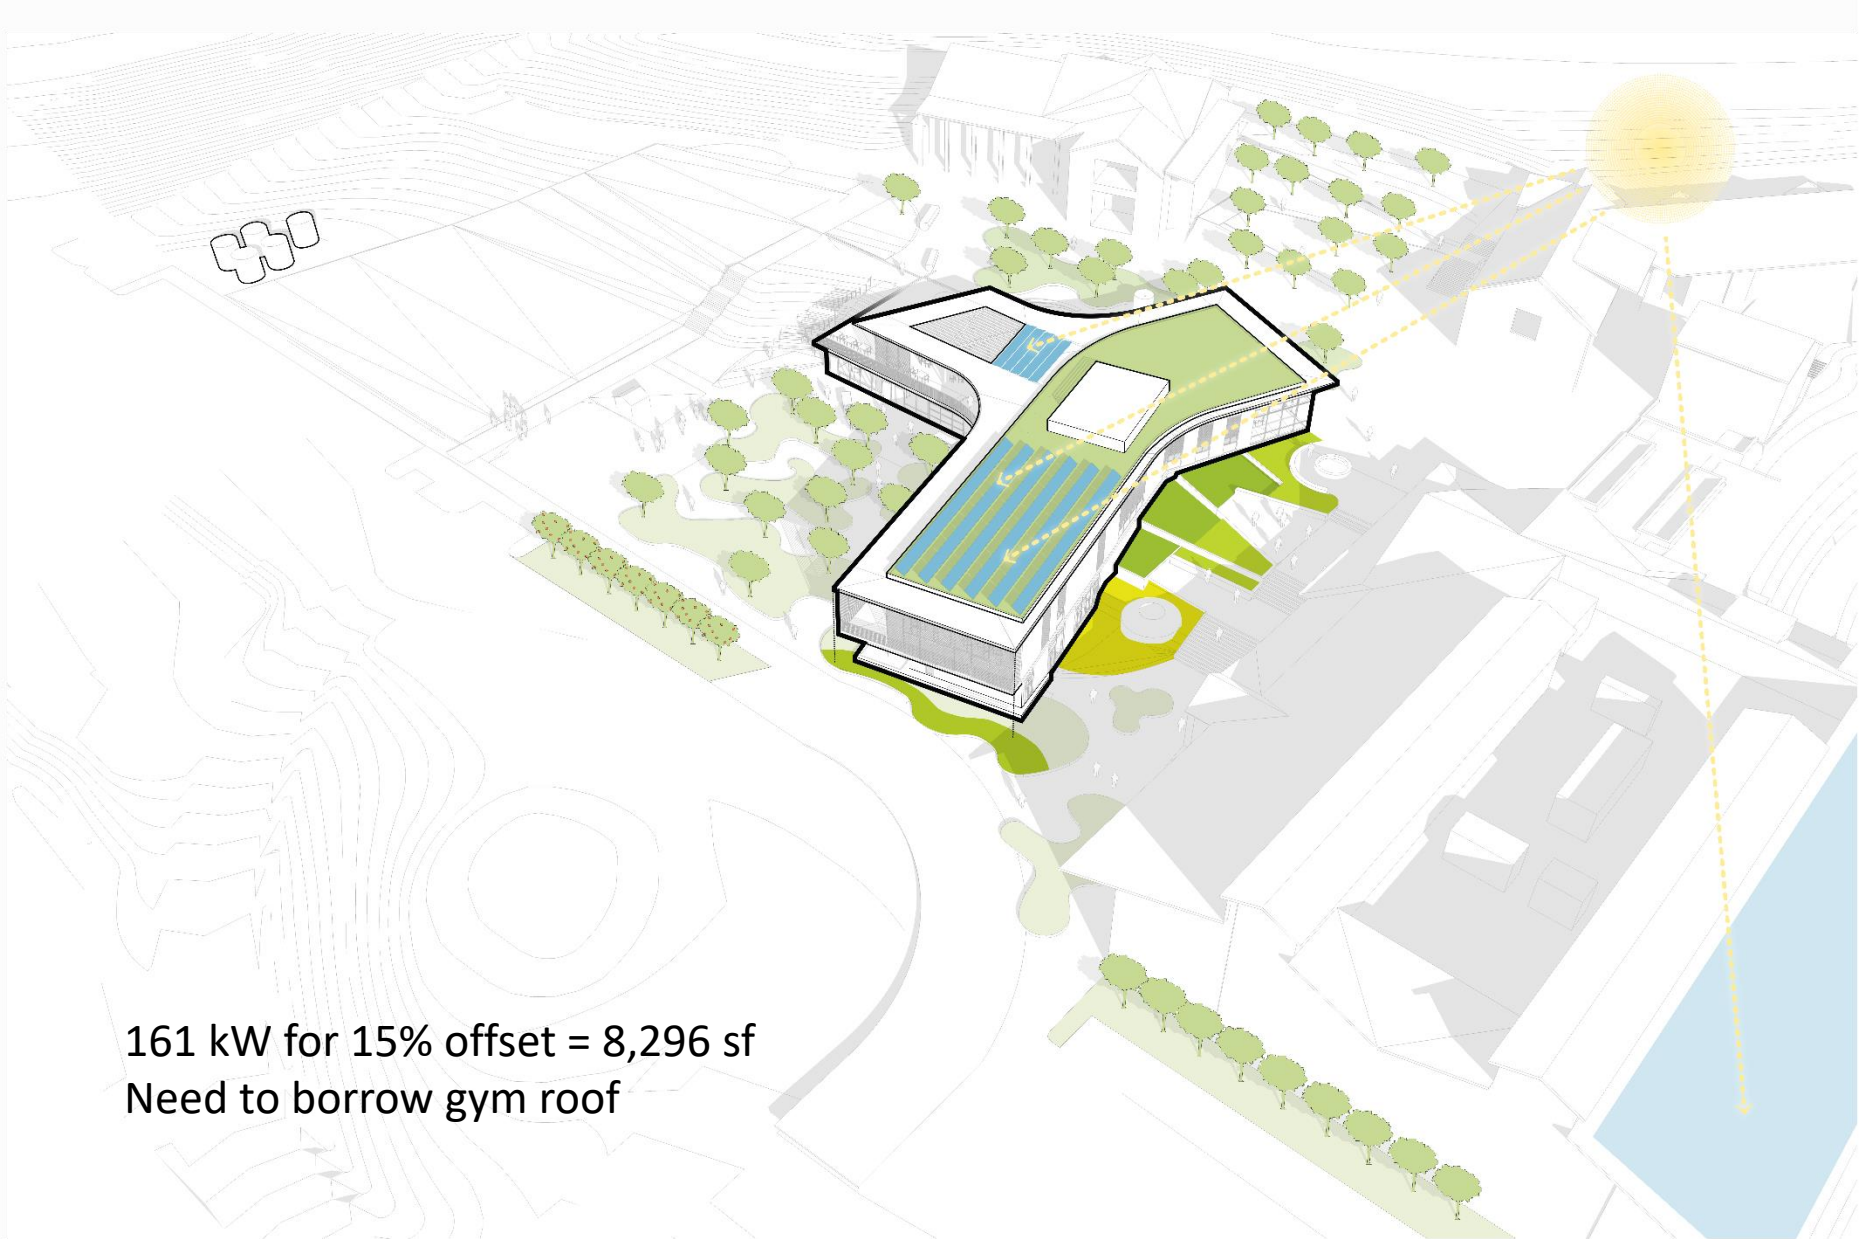 161 kW for 15% offset = 8,296 sf
Need to borrow gym roof